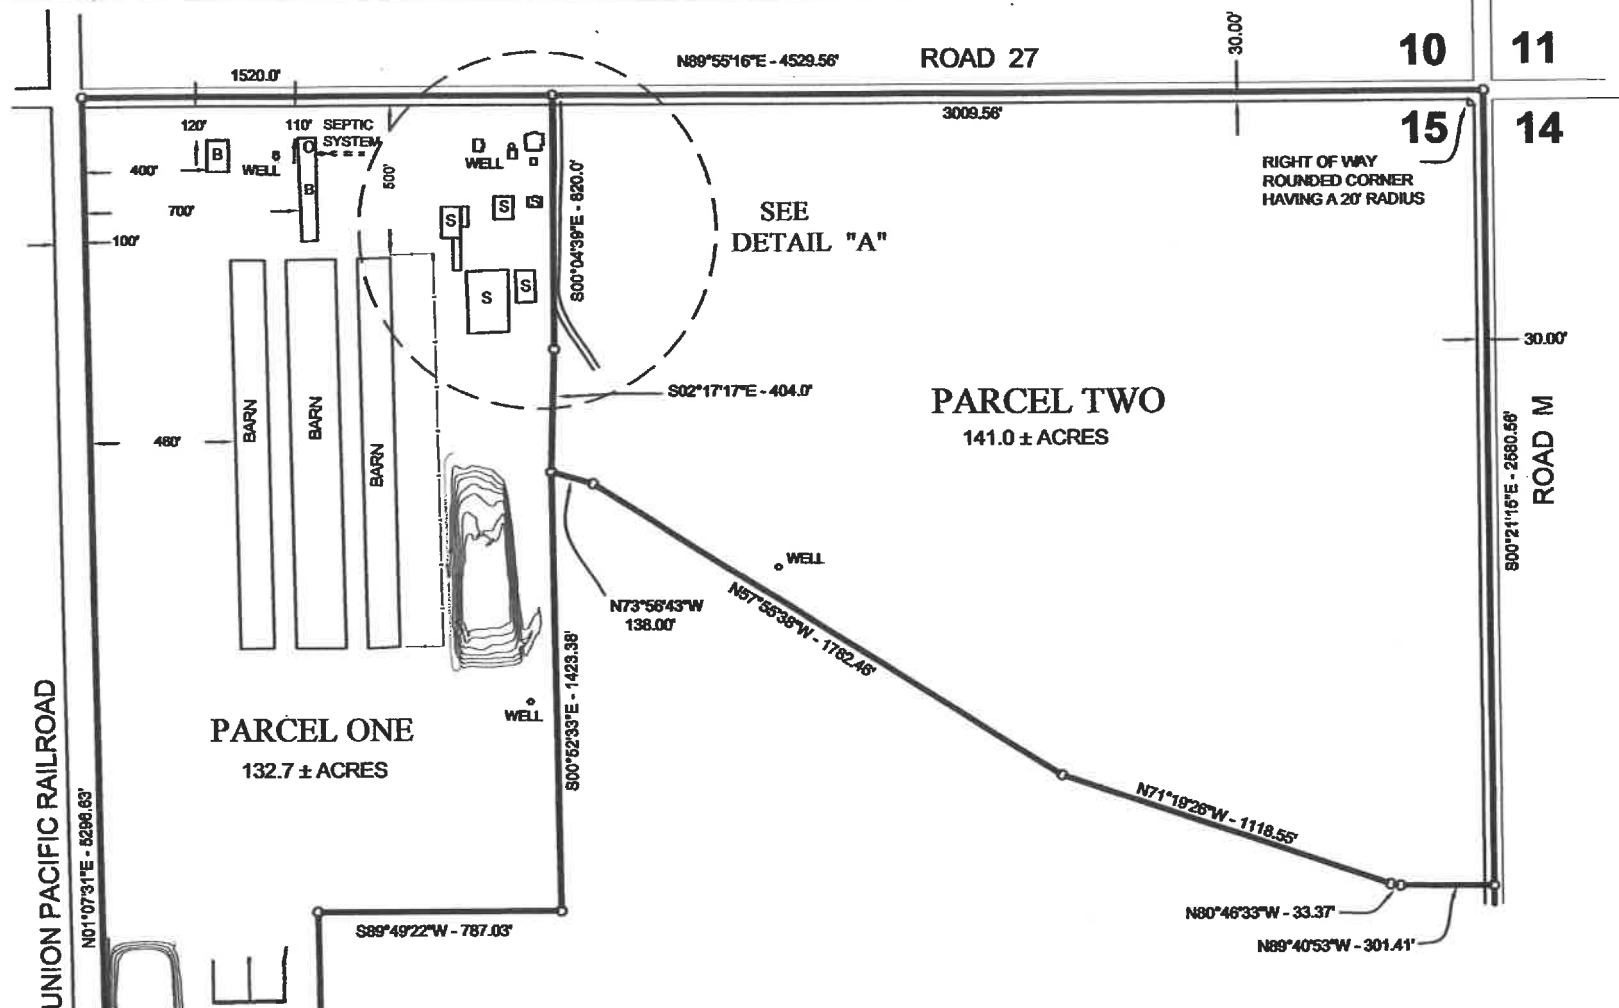 N89°55'16"E - 4529.56'
ROAD 27
30.00'
10
11
1520.0'
3009.56'
15
14
120'
110'
SEPTIC
SYSTEM
B
8
WELL
O
B
400'
700'
100'
500'
WELL
S
S
S
S
S
S00°04'39"E - 820.0'
SEE
DETAIL "A"
RIGHT OF WAY
ROUNDED CORNER
HAVING A 20' RADIUS
30.00'
S02°17'17"E - 404.0'
PARCEL TWO
141.0 ± ACRES
ROAD M
S00°21'15"E - 2580.56'
460'
BARN
BARN
BARN
WELL
N73°56'43"W
138.00'
N57°55'38"W - 1762.46'
S00°52'33"E - 1423.38'
WELL
PARCEL ONE
132.7 ± ACRES
N71°19'26"W - 1118.55'
UNION PACIFIC RAILROAD
N01°07'31"E - 5296.63'
S89°49'22"W - 787.03'
N80°46'33"W - 33.37'
N89°40'53"W - 301.41'